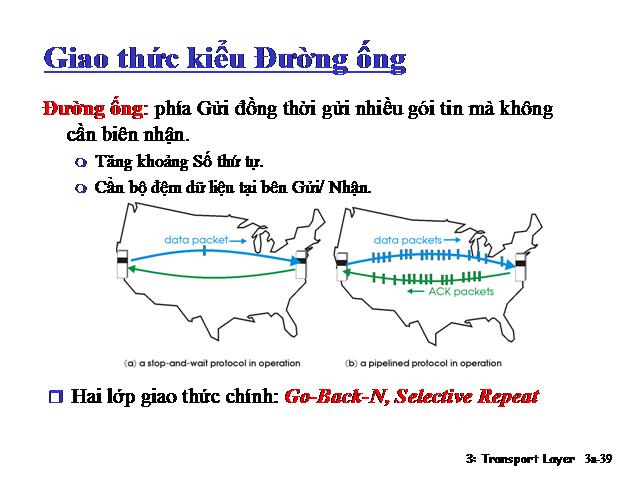 Giao thức kiểu Đường ống
Đường ống: phía Gửi đồng thời gửi nhiều gói tin mà không
cần biên nhận.
Tăng khoảng Số thứ tự.
Cần bộ đệm dữ liệu tại bên Gửi/ Nhận.
data packet
data packets
ACK packets
(a) a stop-and-wait protocol in operation
(b) a pipelined protocol in operation
Hai lớp giao thức chính: Go-Back-N, Selective Repeat
3: Transport Layer 3a-39